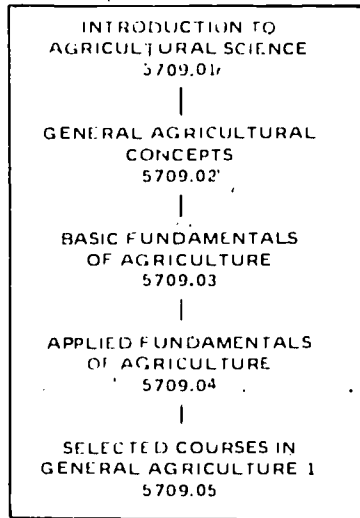 INTRODUCTION TO
AGRICULTURAL SCIENCE
5709.01
GENERAL AGRICULTURAL
CONCEPTS
5709.02
BASIC FUNDAMENTALS
OF AGRICULTURE
5709.03
APPLIED FUNDAMENTALS
OF AGRICULTURE
5709.04
SELECTED COURSES IN
GENERAL AGRICULTURE 1
5709.05